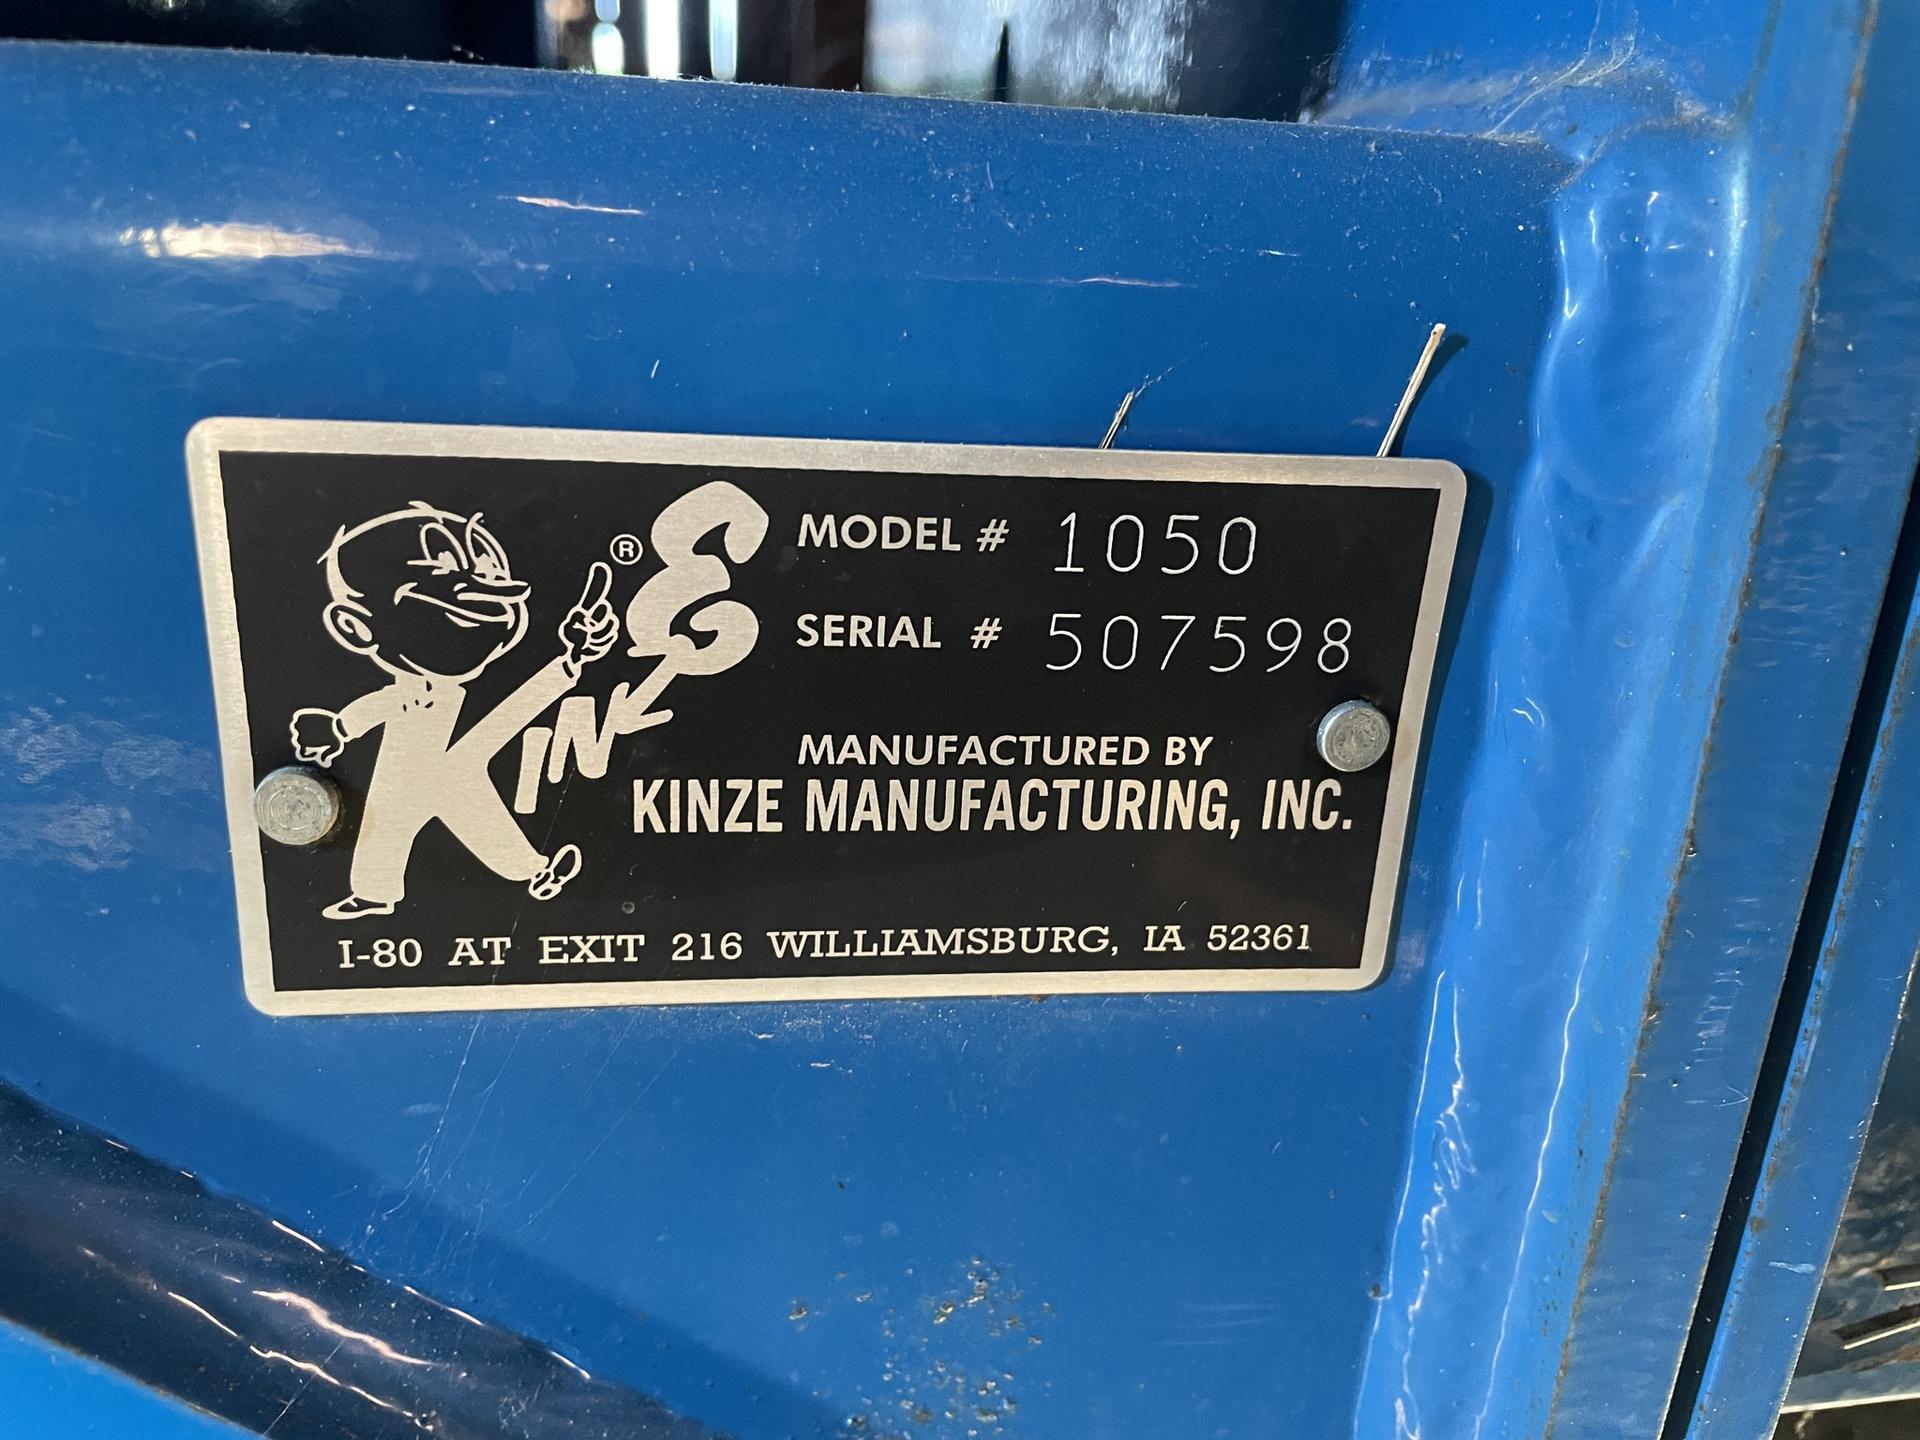 KINZE ®
MODEL # 1050
SERIAL # 507598
MANUFACTURED BY
KINZE MANUFACTURING, INC.
I-80 AT EXIT 216 WILLIAMSBURG, IA 52361